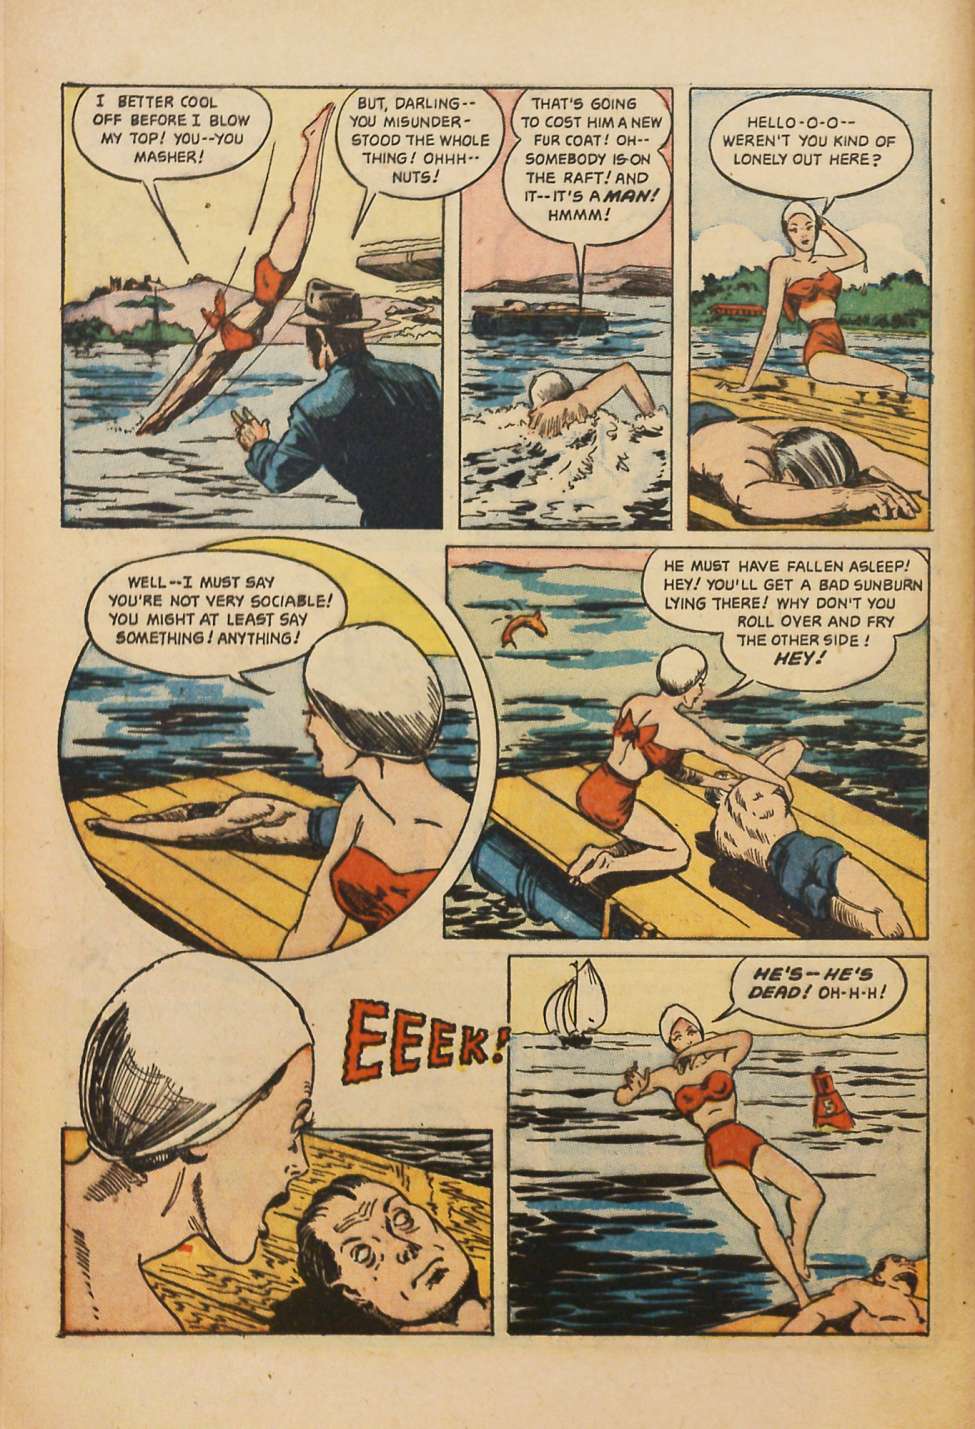 I BETTER COOL
OFF BEFORE I BLOW
MY TOP! YOU--YOU
MASHER!
BUT, DARLING--
YOU MISUNDER-
STOOD THE WHOLE
THING! OHHH--
NUTS!
THAT'S GOING
TO COST HIM A NEW
FUR COAT! OH--
SOMEBODY IS ON
THE RAFT! AND
IT--IT'S A MAN!
HMMM!
HELLO-O-O--
WEREN'T YOU KIND OF
LONELY OUT HERE?
WELL--I MUST SAY
YOU'RE NOT VERY SOCIABLE!
YOU MIGHT AT LEAST SAY
SOMETHING! ANYTHING!
HE MUST HAVE FALLEN ASLEEP!
HEY! YOU'LL GET A BAD SUNBURN
LYING THERE! WHY DON'T YOU
ROLL OVER AND FRY
THE OTHER SIDE!
HEY!
EEEEK!
HE'S--HE'S
DEAD! OH-H-H!
5